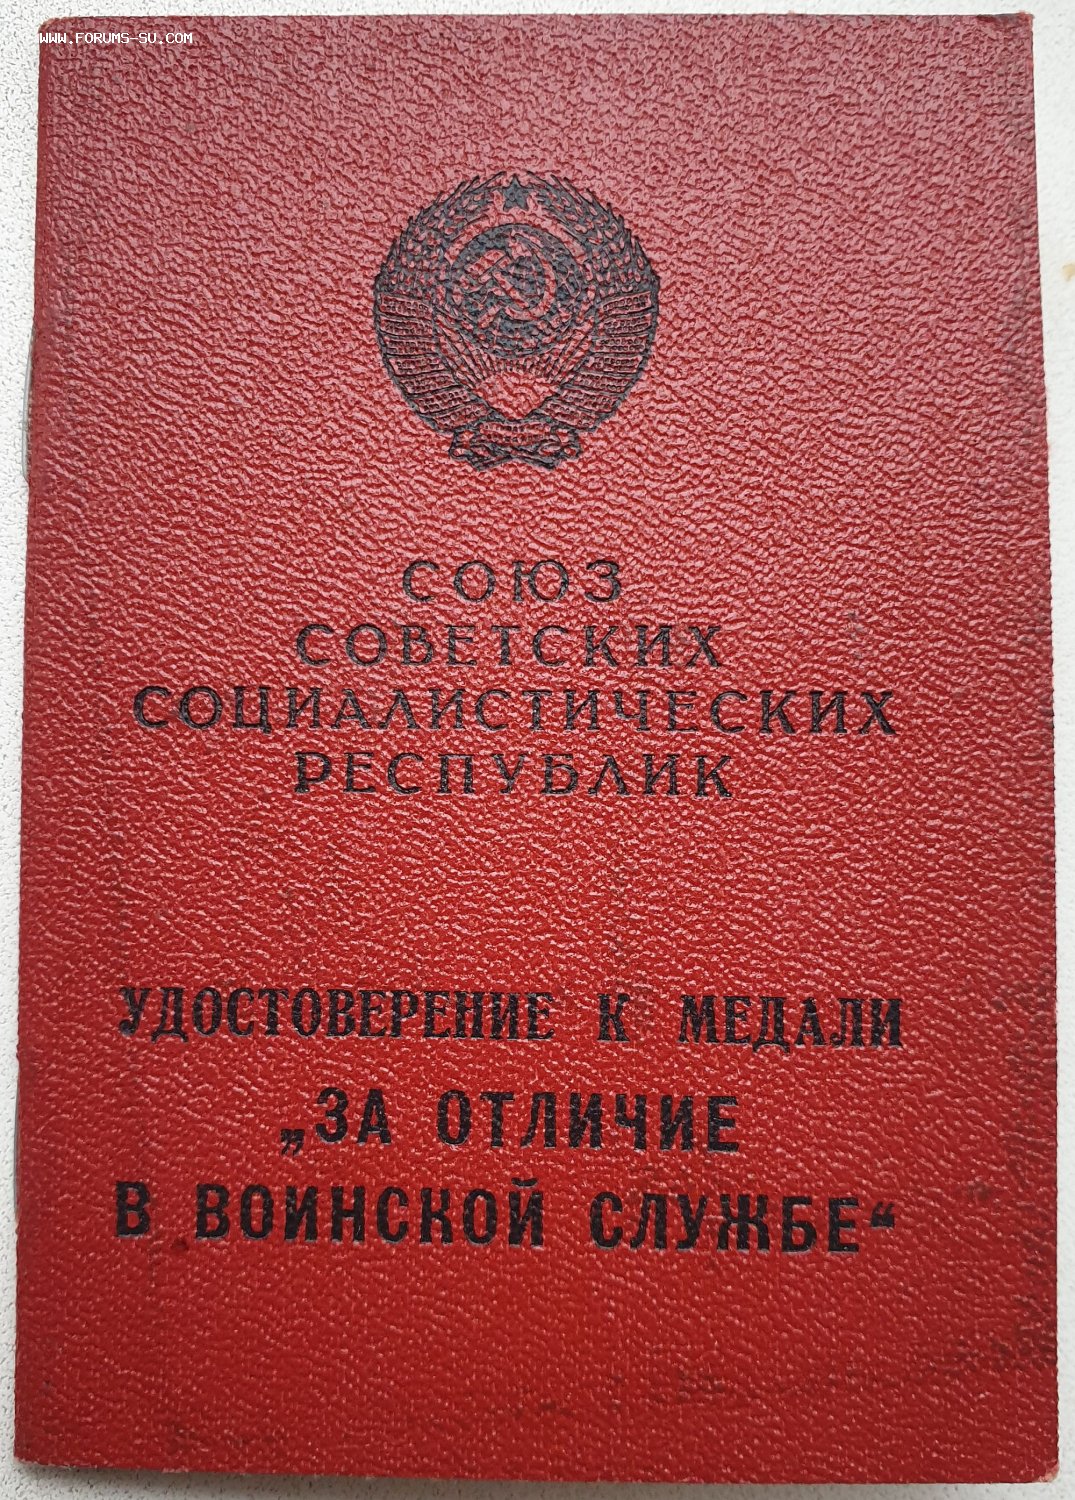 WWW.FORUMS-SU.COM
СОЮЗ
СОВЕТСКИХ
СОЦИАЛИСТИЧЕСКИХ
РЕСПУБЛИК
УДОСТОВЕРЕНИЕ К МЕДАЛИ
„ЗА ОТЛИЧИЕ
В ВОИНСКОЙ СЛУЖБЕ“